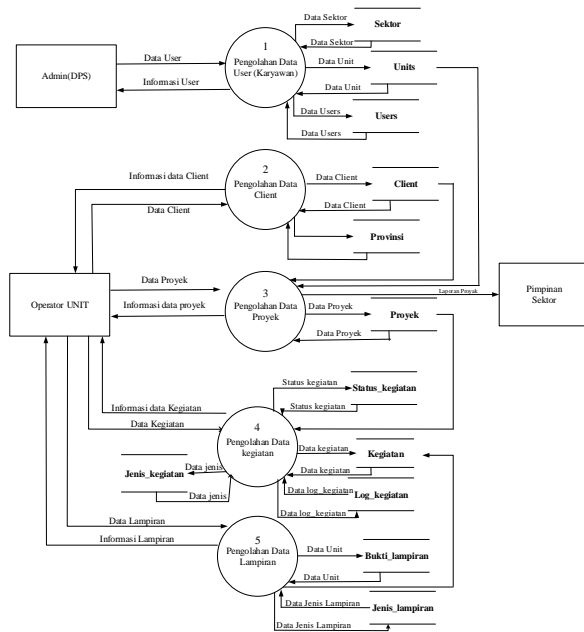 Data Sektor
Sektor
1
Pengolahan Data
User (Karyawan)
Data Sektor
Data User
Admin(DPS)
Data Unit
Units
Informasi User
Data Unit
Data Users
Users
Data Users
2
Pengolahan Data
Client
Informasi data Client
Data Client
Client
Data Client
Data Client
Provinsi
Data Proyek
3
Pengolahan Data
Proyek
Operator UNIT
Informasi data proyek
Laporan Proyak
Pimpinan
Sektor
Data Proyek
Proyek
Data Proyek
Status kegiatan
Status_kegiatan
Status kegiatan
Informasi data Kegiatan
4
Pengolahan Data
kegiatan
Data Kegiatan
Data kegiatan
Kegiatan
Data jenis
Jenis_kegiatan
Data kegiatan
Data log_kegiatan
Log_kegiatan
Data jenis
Data log_kegiatan
Data Lampiran
5
Pengolahan Data
Lampiran
Informasi Lampiran
Data Unit
Bukti_lampiran
Data Unit
Data Jenis Lampiran
Jenis_lampiran
Data Jenis Lampiran